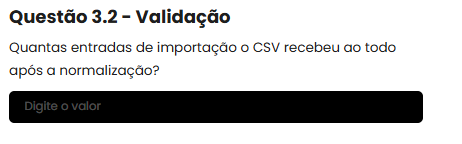 Questão 3.2 - Validação
Quantas entradas de importação o CSV recebeu ao todo
após a normalização?
Digite o valor